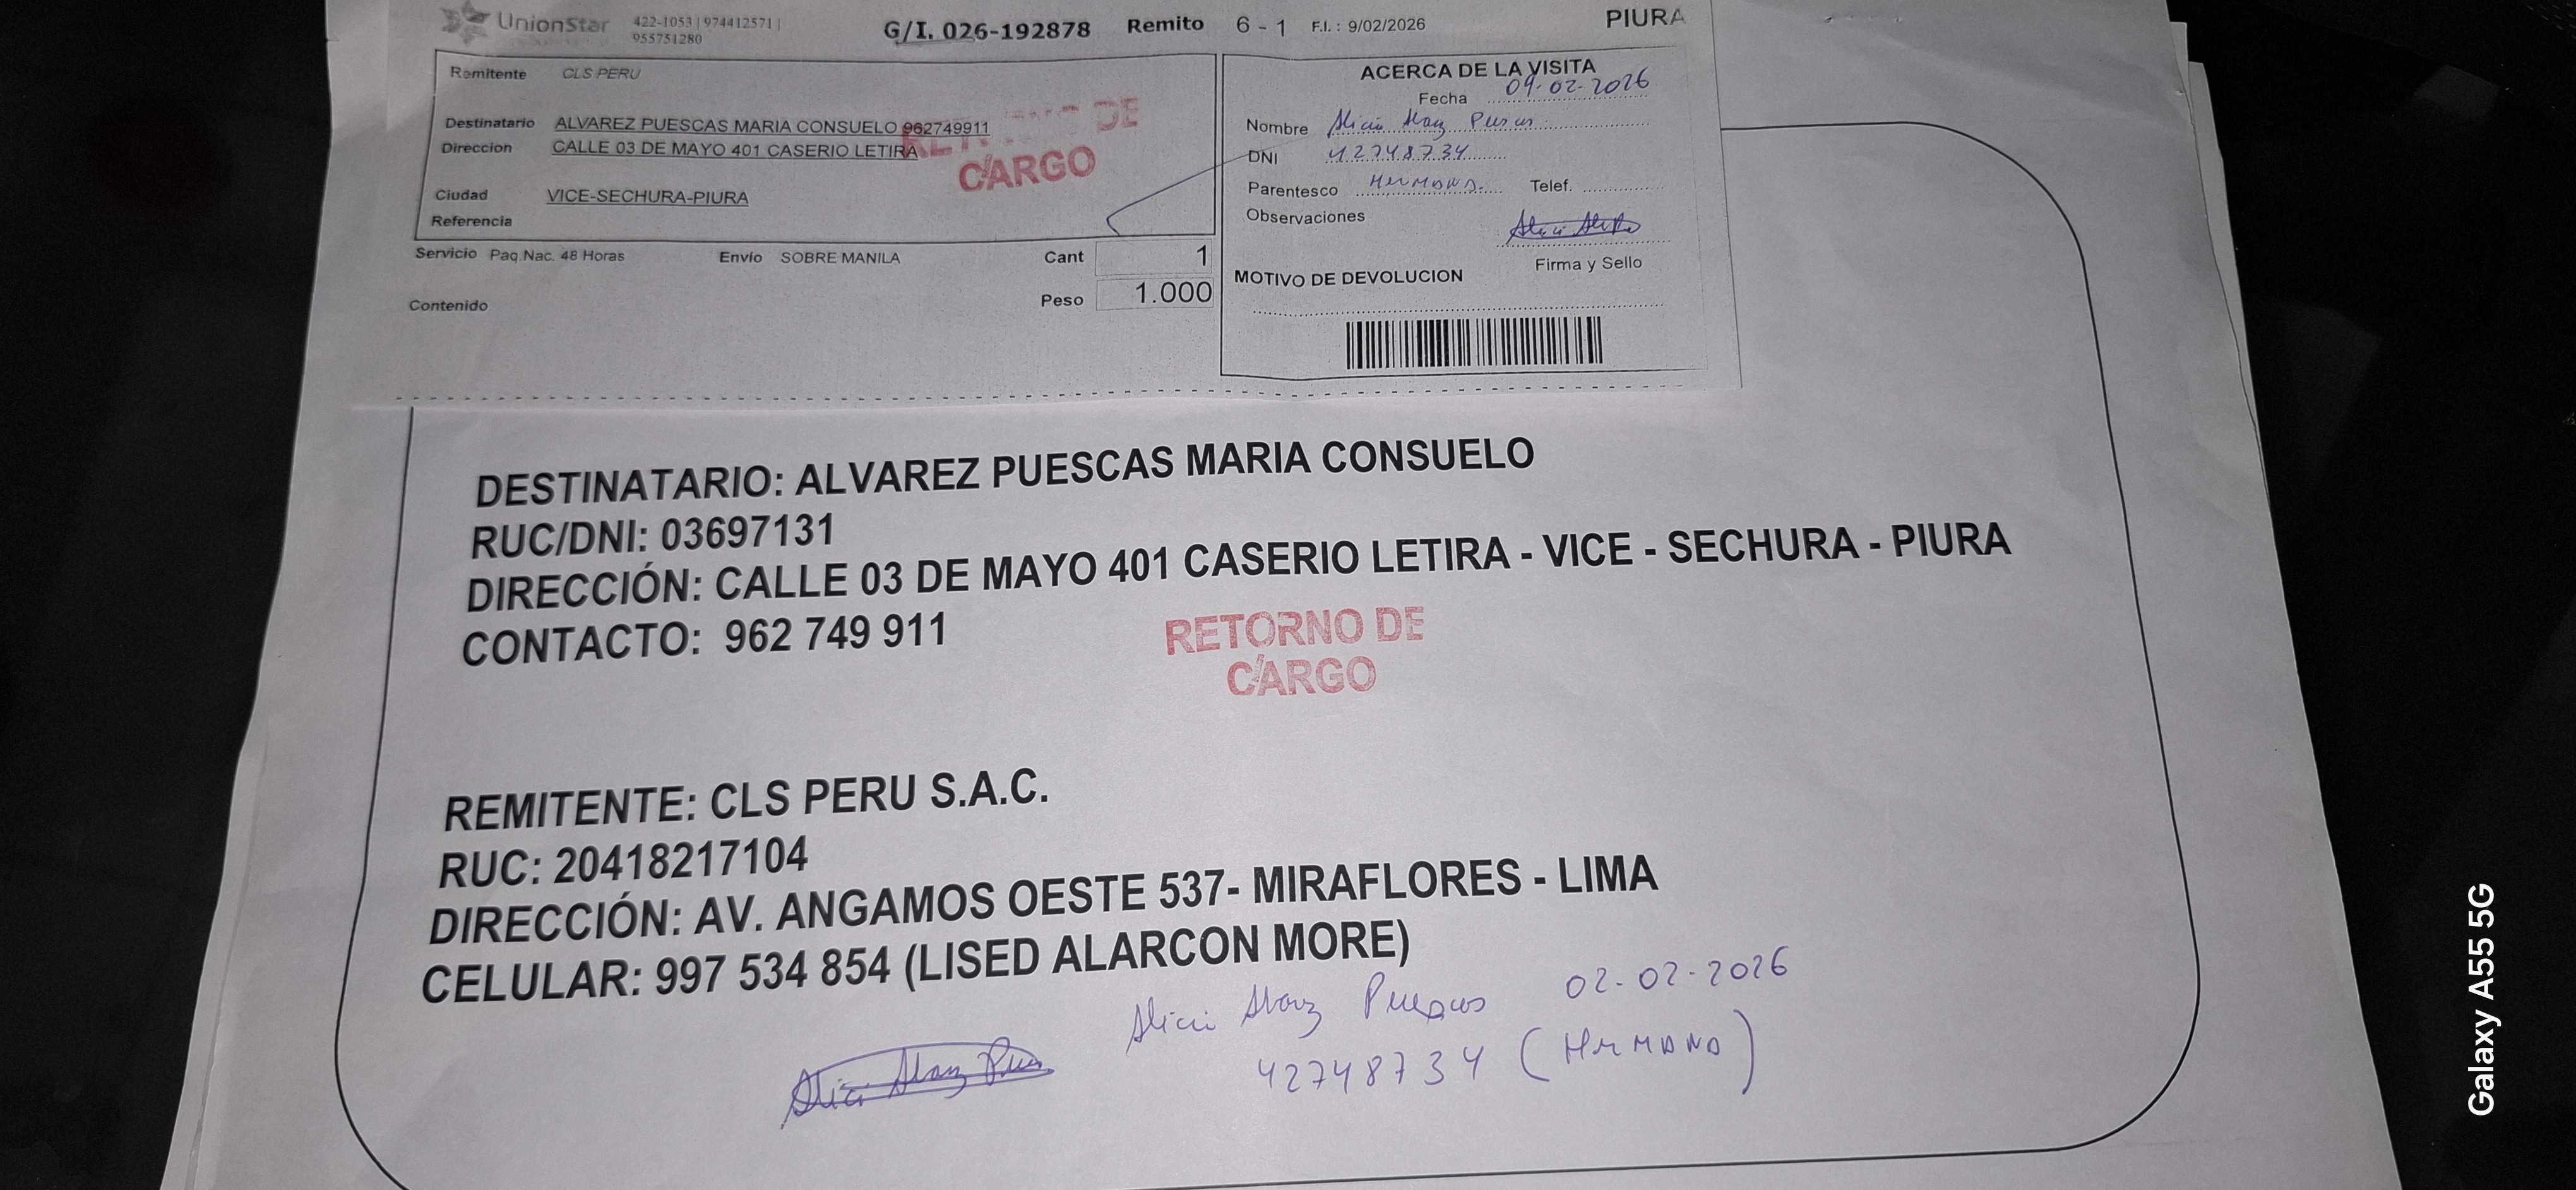 UnionStar 422-1053 | 974412571 | 955751280 G/I. 026-192878 Remito 6 - 1 F.I. : 9/02/2026 PIURA
Remitente CLS PERU
Destinatario ALVAREZ PUESCAS MARIA CONSUELO 962749911
Direccion CALLE 03 DE MAYO 401 CASERIO LETIRA
Ciudad VICE-SECHURA-PIURA
Referencia
DE
CARGO
Servicio Paq.Nac. 48 Horas Envío SOBRE MANILA Cant 1
Contenido Peso 1.000
ACERCA DE LA VISITA
Fecha 09-02-2026
Nombre Alicia
DNI 42748734
Parentesco HERMANA Telef.
Observaciones
Firma y Sello
MOTIVO DE DEVOLUCION
DESTINATARIO: ALVAREZ PUESCAS MARIA CONSUELO
RUC/DNI: 03697131
DIRECCIÓN: CALLE 03 DE MAYO 401 CASERIO LETIRA - VICE - SECHURA - PIURA
CONTACTO: 962 749 911
RETORNO DE
CARGO
REMITENTE: CLS PERU S.A.C.
RUC: 20418217104
DIRECCIÓN: AV. ANGAMOS OESTE 537- MIRAFLORES - LIMA
CELULAR: 997 534 854 (LISED ALARCON MORE)
Alicia Puescas 02-02-2026
42748734 (HERMANA)
Galaxy A55 5G